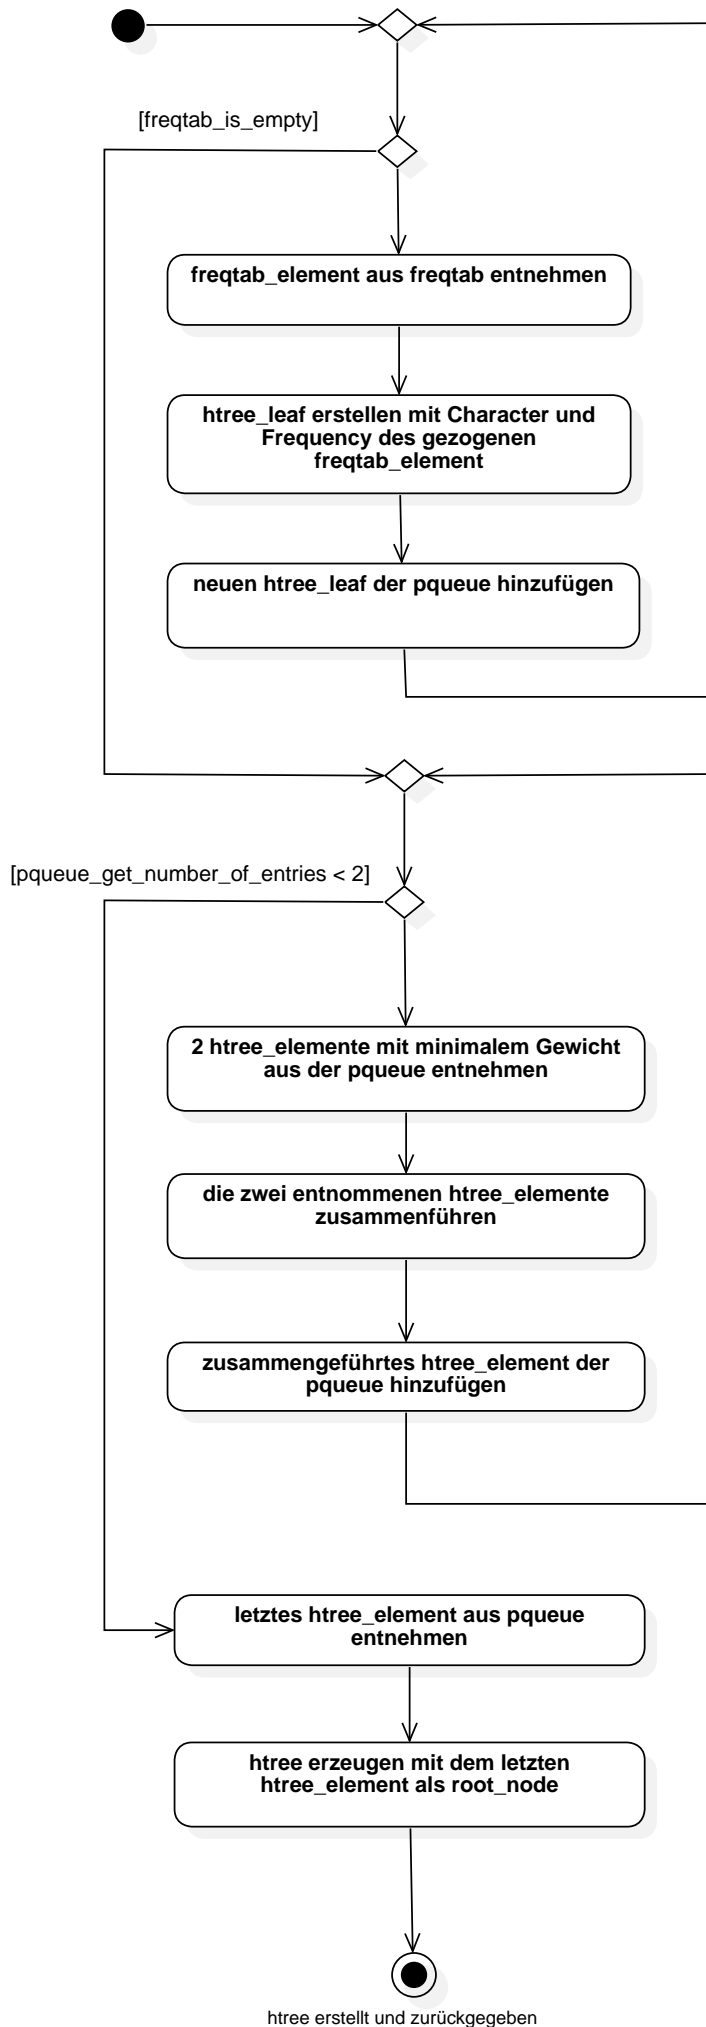 [freqtab_is_empty]
freqtab_element aus freqtab entnehmen
htree_leaf erstellen mit Character und
Frequency des gezogenen
freqtab_element
neuen htree_leaf der pqueue hinzufügen
[pqueue_get_number_of_entries < 2]
2 htree_elemente mit minimalem Gewicht
aus der pqueue entnehmen
die zwei entnommenen htree_elemente
zusammenführen
zusammengeführtes htree_element der
pqueue hinzufügen
letztes htree_element aus pqueue
entnehmen
htree erzeugen mit dem letzten
htree_element als root_node
htree erstellt und zurückgegeben